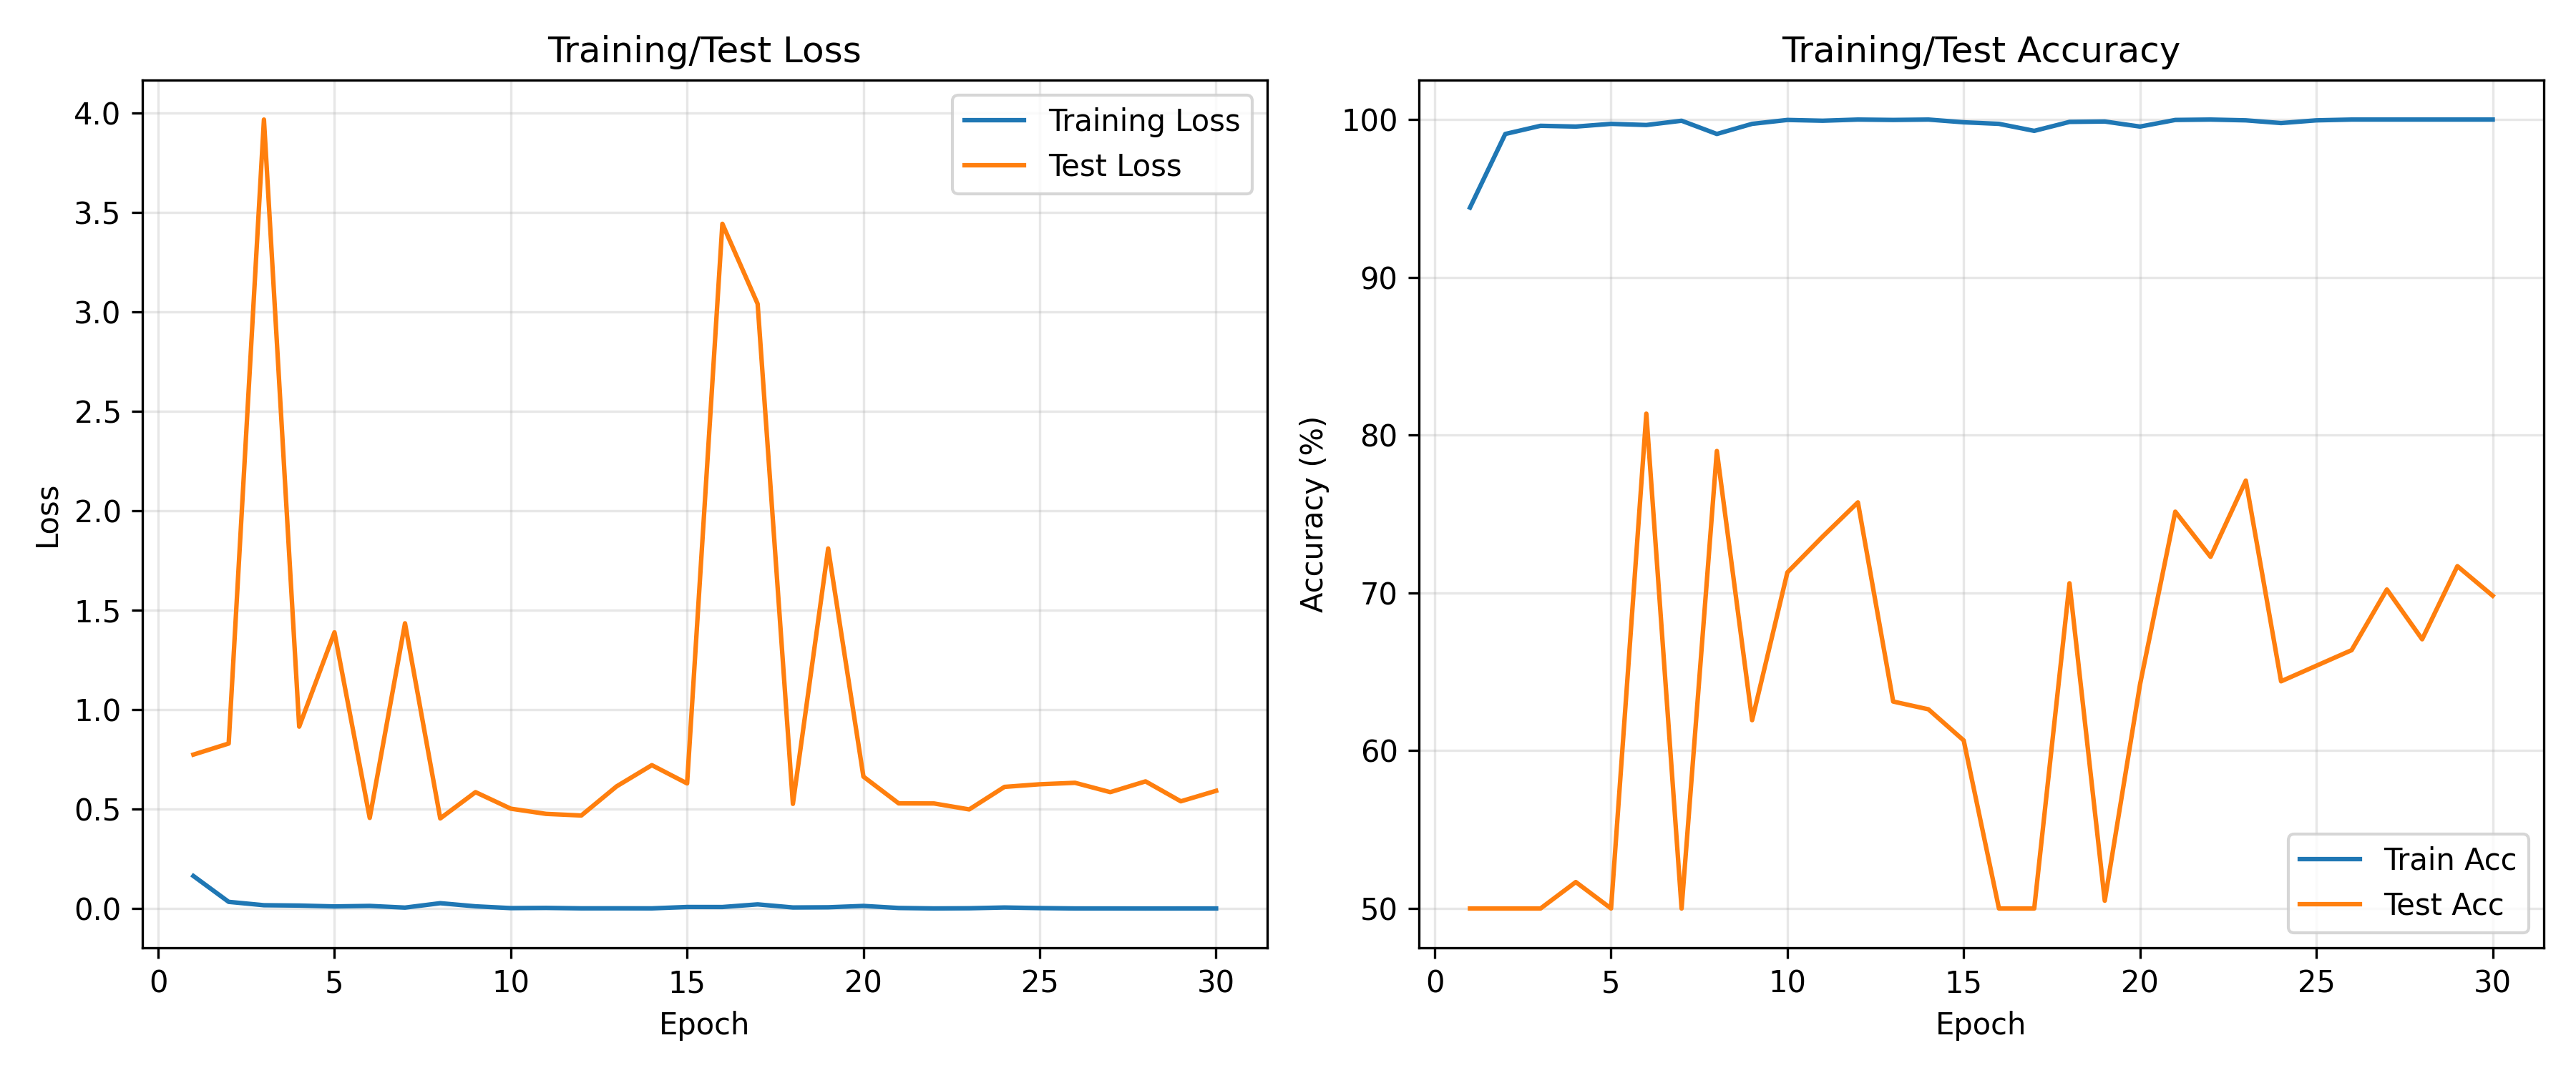 Training/Test Loss
4.0
3.5
3.0
2.5
2.0
1.5
1.0
0.5
0.0
Loss
0 5 10 15 20 25 30
Epoch
Training Loss
Test Loss
Training/Test Accuracy
100
90
80
70
60
50
Accuracy (%)
0 5 10 15 20 25 30
Epoch
Train Acc
Test Acc